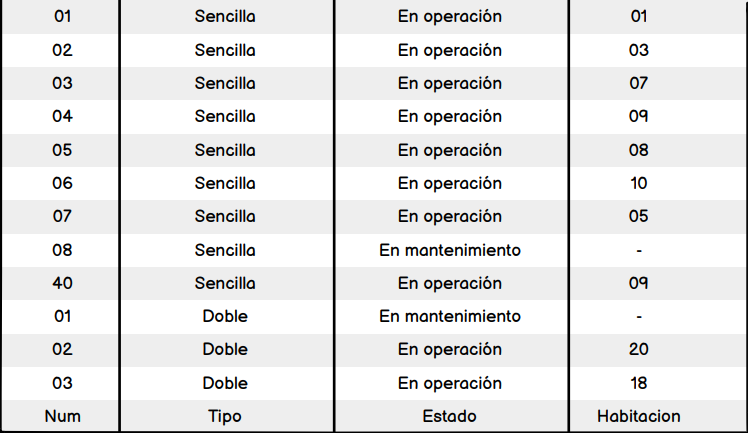 01 Sencilla En operación 01
02 Sencilla En operación 03
03 Sencilla En operación 07
04 Sencilla En operación 09
05 Sencilla En operación 08
06 Sencilla En operación 10
07 Sencilla En operación 05
08 Sencilla En mantenimiento -
40 Sencilla En operación 09
01 Doble En mantenimiento -
02 Doble En operación 20
03 Doble En operación 18
Num Tipo Estado Habitacion